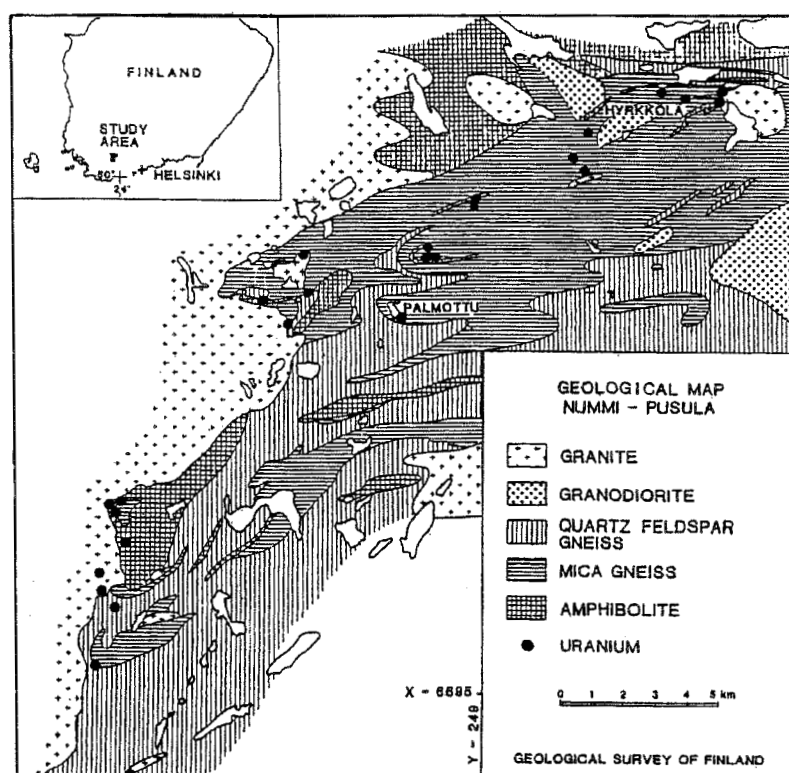 FINLAND
STUDY
AREA
60°
24°
HELSINKI
HYRKKÖLÄ
PALMOTTU
GEOLOGICAL MAP
NUMMI - PUSULA
GRANITE
GRANODIORITE
QUARTZ FELDSPAR
GNEISS
MICA GNEISS
AMPHIBOLITE
URANIUM
X - 6695
Y - 249
0 1 2 3 4 5 km
GEOLOGICAL SURVEY OF FINLAND